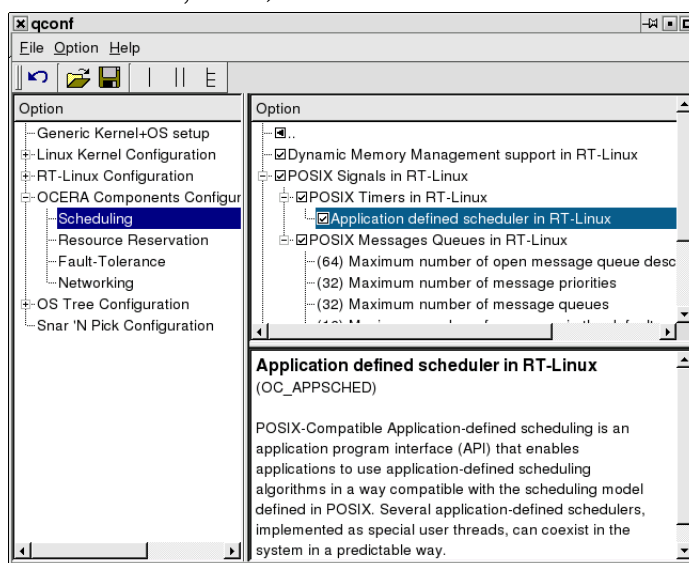 qconf
File Option Help
Option
Generic Kernel+OS setup
Linux Kernel Configuration
RT-Linux Configuration
OCERA Components Configur
Scheduling
Resource Reservation
Fault-Tolerance
Networking
OS Tree Configuration
Snar 'N Pick Configuration
Option
..
Dynamic Memory Management support in RT-Linux
POSIX Signals in RT-Linux
POSIX Timers in RT-Linux
Application defined scheduler in RT-Linux
POSIX Messages Queues in RT-Linux
(64) Maximum number of open message queue desc
(32) Maximum number of message priorities
(32) Maximum number of message queues
Application defined scheduler in RT-Linux
(OC_APPSCHED)
POSIX-Compatible Application-defined scheduling is an
application program interface (API) that enables
applications to use application-defined scheduling
algorithms in a way compatible with the scheduling model
defined in POSIX. Several application-defined schedulers,
implemented as special user threads, can coexist in the
system in a predictable way.